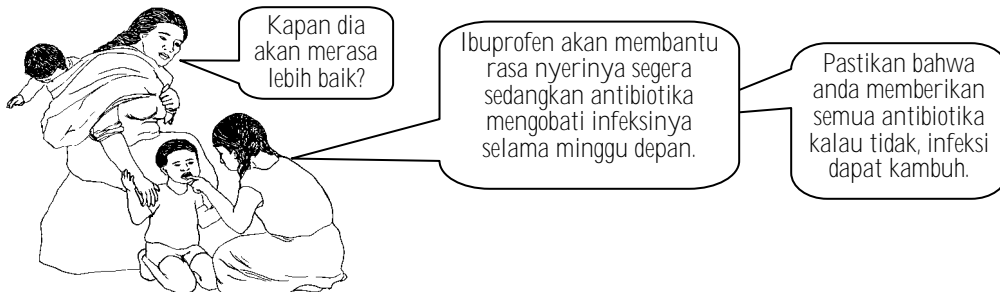 Kapan dia
akan merasa
lebih baik?
Ibuprofen akan membantu
rasa nyerinya segera
sedangkan antibiotika
mengobati infeksinya
selama minggu depan.
Pastikan bahwa
anda memberikan
semua antibiotika
kalau tidak, infeksi
dapat kambuh.